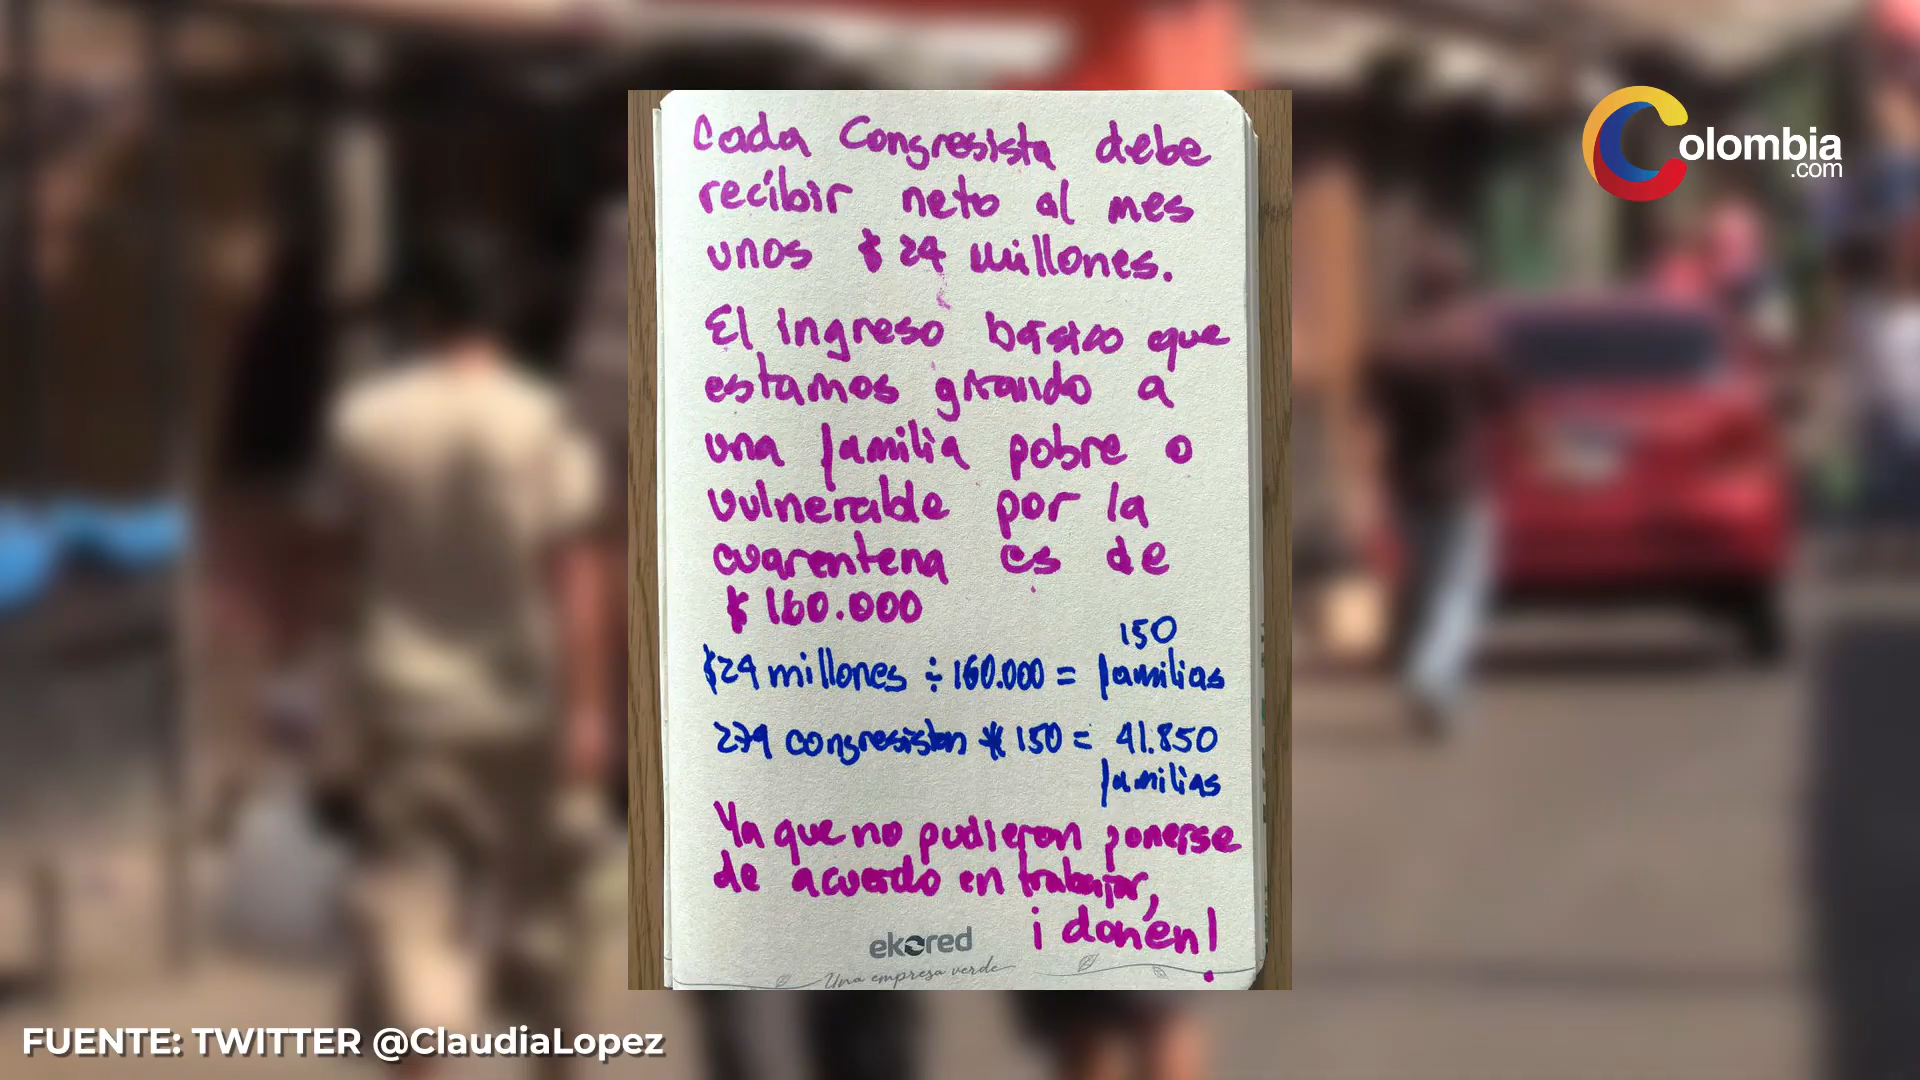 Cada Congresista debe
recibir neto al mes
unos $24 millones.
El ingreso básico que
estamos girando a
una familia pobre o
vulnerable por la
cuarentena es de
$160.000
150
$24 millones ÷ 160.000 = familias
279 congresistas * 150 = 41.850
familias
Ya que no pudieron ponerse
de acuerdo en trabajar,
¡donen!
ekored
Una empresa verde
Colombia
.com
FUENTE: TWITTER @ClaudiaLopez